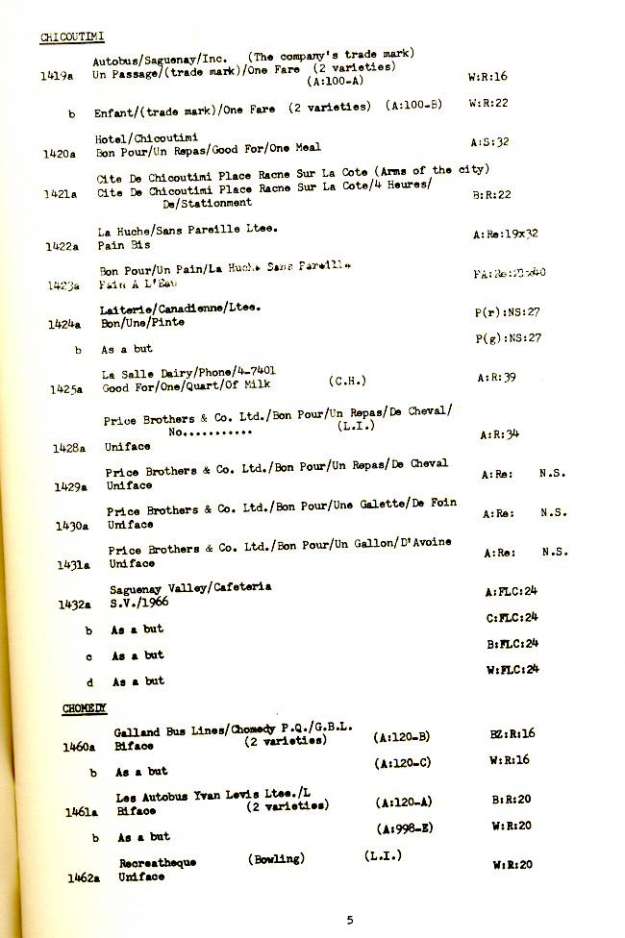 CHICOUTIMI
Autobus/Saguenay/Inc. (The company's trade mark)
1419a Un Passage/(trade mark)/One Fare (2 varieties)
(A:100-A) W:R:16
b Enfant/(trade mark)/One Fare (2 varieties) (A:100-B) W:R:22
Hotel/Chicoutimi
1420a Bon Pour/Un Repas/Good For/One Meal A:S:32
Cite De Chicoutimi Place Racne Sur La Cote (Arms of the city)
1421a Cite De Chicoutimi Place Racne Sur La Cote/4 Heures/
De/Stationment B:R:22
La Huche/Sans Pareille Ltee.
1422a Pain Bis A:Re:19x32
Bon Pour/Un Pain/La Huche Sans Pareille
1423a Pain A L'Eau
Laiterie/Canadienne/Ltee.
1424a Bon/Une/Pinte P(r):NS:27
b As a but P(g):NS:27
La Salle Dairy/Phone/4-7401
1425a Good For/One/Quart/Of Milk (C.H.) A:R:39
Price Brothers & Co. Ltd./Bon Pour/Un Repas/De Cheval/
No........... (L.I.)
1428a Uniface A:R:34
Price Brothers & Co. Ltd./Bon Pour/Un Repas/De Cheval
1429a Uniface A:Re: N.S.
Price Brothers & Co. Ltd./Bon Pour/Une Galette/De Foin
1430a Uniface A:Re: N.S.
Price Brothers & Co. Ltd./Bon Pour/Un Gallon/D'Avoine
1431a Uniface A:Re: N.S.
Saguenay Valley/Cafeteria
1432a S.V./1966 A:FLC:24
b As a but C:FLC:24
c As a but B:FLC:24
d As a but W:FLC:24
CHOMEDY
Galland Bus Lines/Chomedy P.Q./G.B.L.
1460a Biface (2 varieties) (A:120-B) BZ:R:16
b As a but (A:120-C) W:R:16
Les Autobus Yvan Levis Ltee./L
1461a Biface (2 varieties) (A:120-A) B:R:20
b As a but (A:998-E) W:R:20
Recreatheque (Bowling) (L.I.)
1462a Uniface W:R:20
5